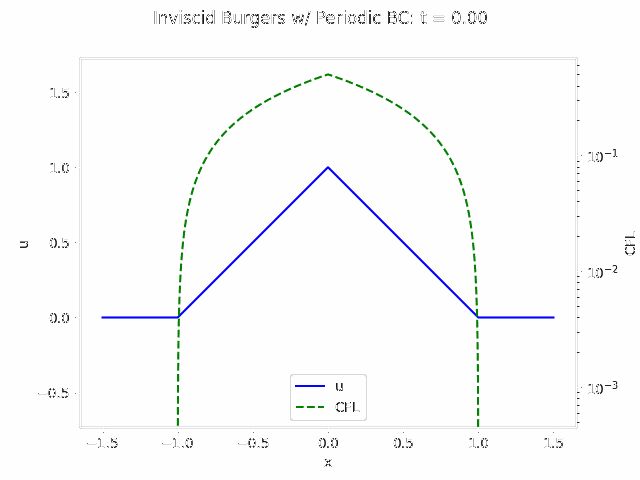 Inviscid Burgers w/ Periodic BC: t = 0.00
1.5
1.0
0.5
0.0
−0.5
u
10⁻¹
10⁻²
10⁻³
CFL
u
CFL
−1.5 −1.0 −0.5 0.0 0.5 1.0 1.5
x